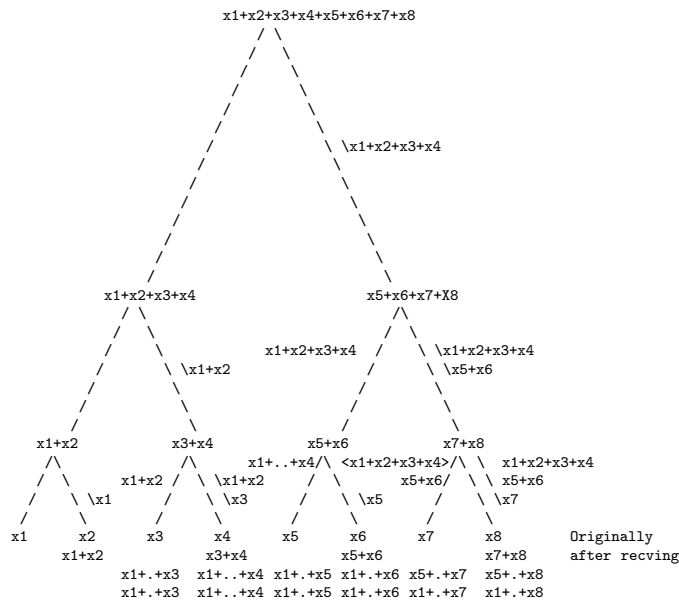 x1+x2+x3+x4+x5+x6+x7+x8
\x1+x2+x3+x4
x1+x2+x3+x4 x5+x6+x7+X8
x1+x2+x3+x4 \x1+x2+x3+x4
\x1+x2 \x5+x6
x1+x2 x3+x4 x5+x6 x7+x8
x1+..+x4/\ <x1+x2+x3+x4>/\ \ x1+x2+x3+x4
x1+x2 / \x1+x2 x5+x6/ x5+x6
\x1 \x3 \x5 \x7
x1 x2 x3 x4 x5 x6 x7 x8 Originally
x1+x2 x3+x4 x5+x6 x7+x8 after recving
x1+.+x3 x1+..+x4 x1+.+x5 x1+.+x6 x5+.+x7 x5+.+x8
x1+.+x3 x1+..+x4 x1+.+x5 x1+.+x6 x1+.+x7 x1+.+x8